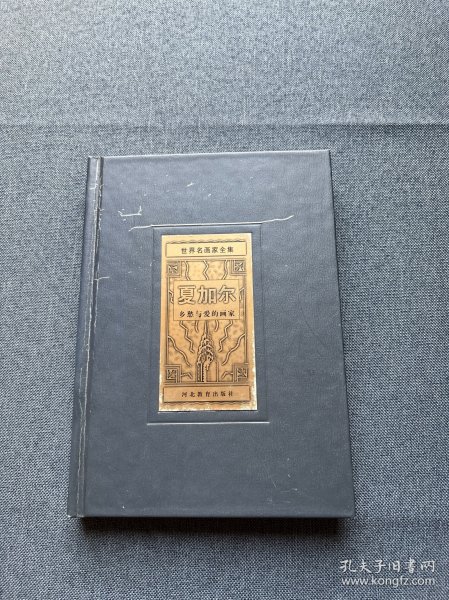 世界名画家全集
夏加尔
乡愁与爱的画家
河北教育出版社
孔夫子旧书网
www.kongfz.com